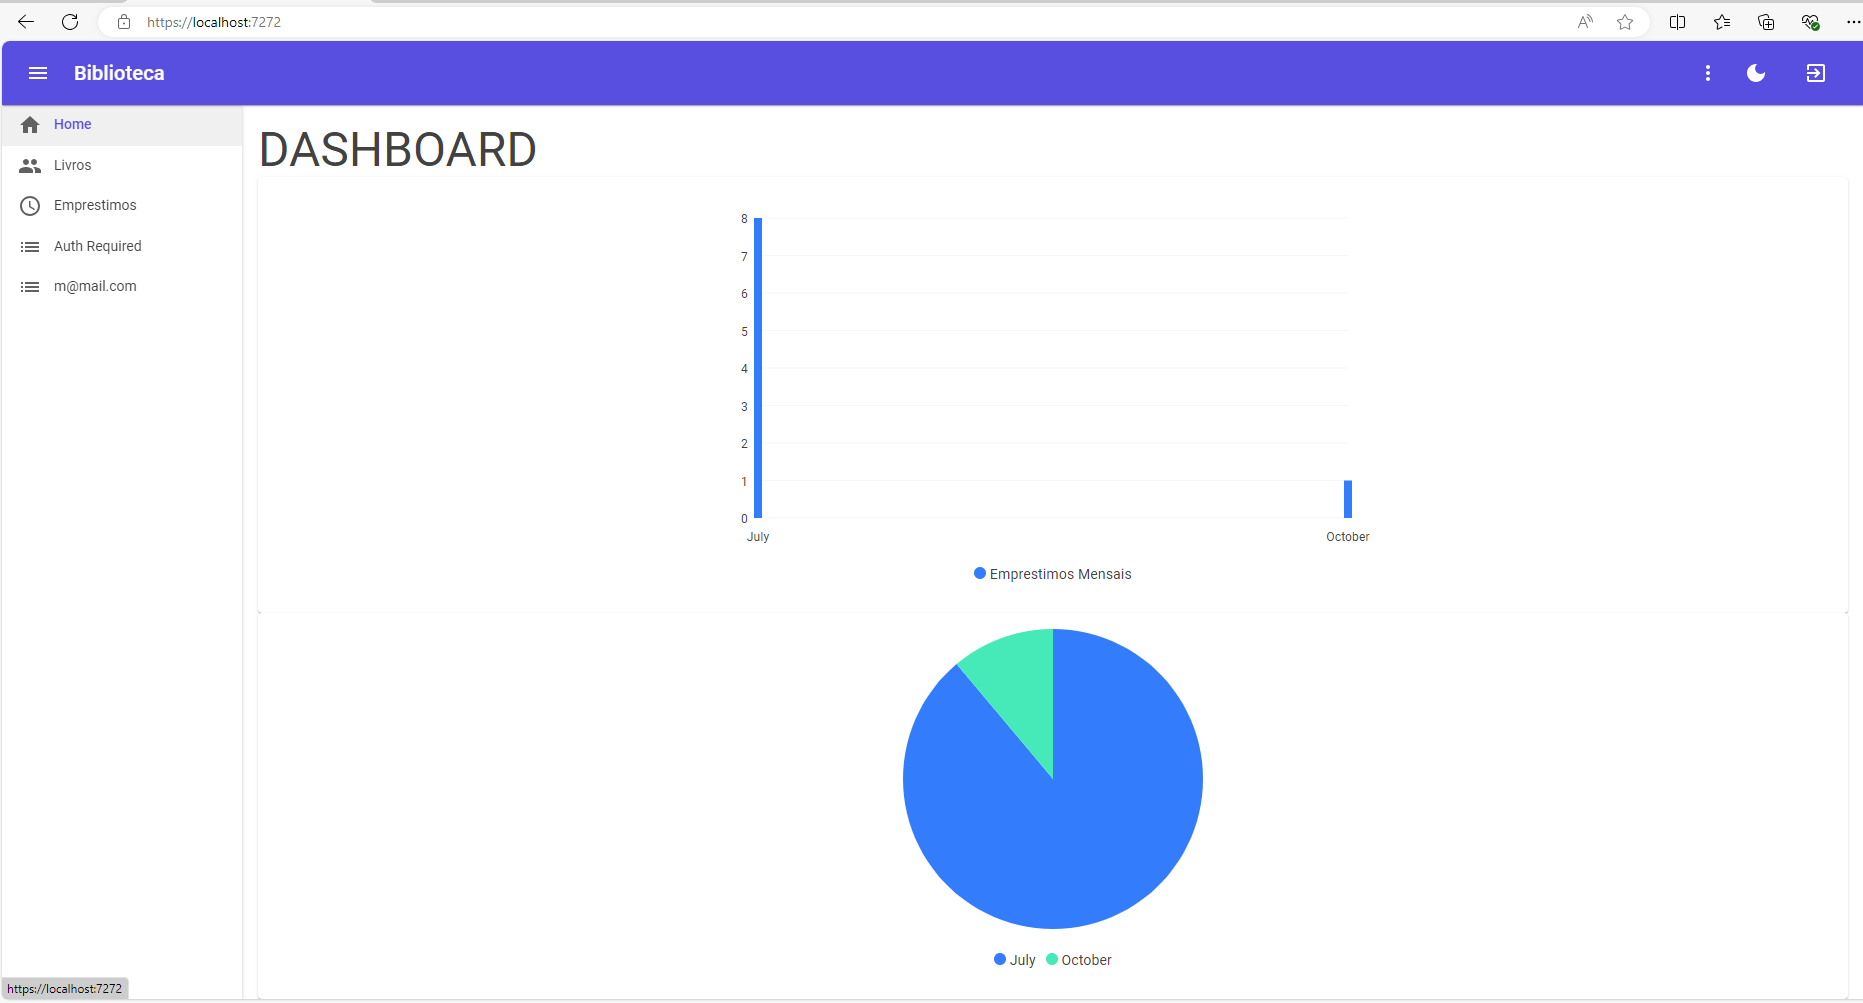 https://localhost:7272
Biblioteca
Home
Livros
Emprestimos
Auth Required
m@mail.com
DASHBOARD
8
7
6
5
4
3
2
1
0
July October
Emprestimos Mensais
July October
https://localhost:7272